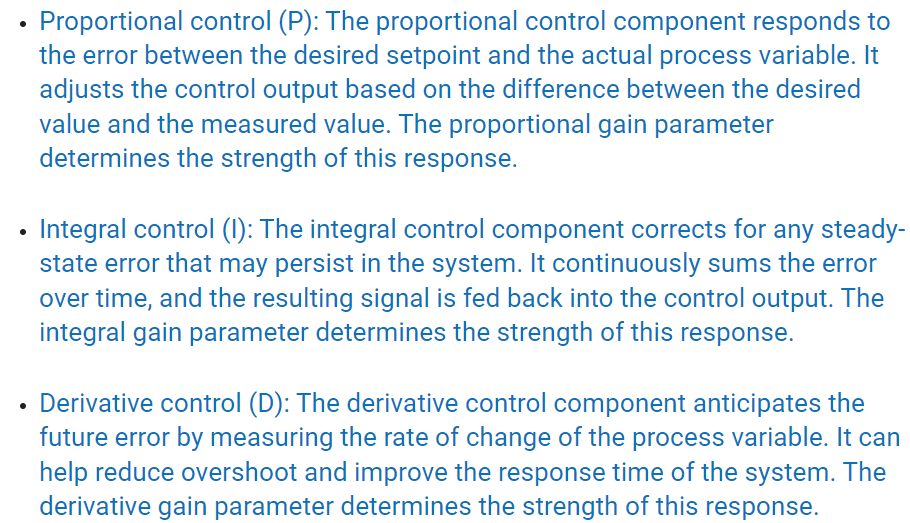 • Proportional control (P): The proportional control component responds to
the error between the desired setpoint and the actual process variable. It
adjusts the control output based on the difference between the desired
value and the measured value. The proportional gain parameter
determines the strength of this response.
• Integral control (I): The integral control component corrects for any steady-
state error that may persist in the system. It continuously sums the error
over time, and the resulting signal is fed back into the control output. The
integral gain parameter determines the strength of this response.
• Derivative control (D): The derivative control component anticipates the
future error by measuring the rate of change of the process variable. It can
help reduce overshoot and improve the response time of the system. The
derivative gain parameter determines the strength of this response.